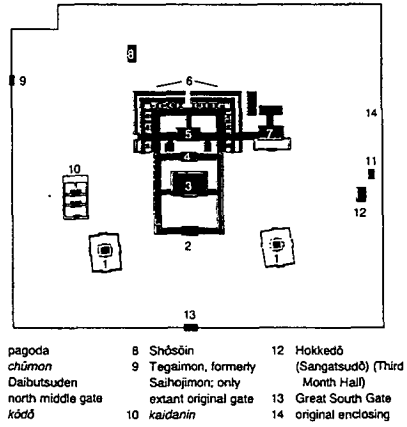 8
9
6
7
5
4
3
2
14
11
12
10
1
1
13
pagoda
chūmon
Daibutsuden
north middle gate
kōdō
8 Shōsōin
9 Tegaimon, formerly
Saihojimon; only
extant original gate
10 kaidanin
12 Hokkedō
(Sangatsudō) (Third
Month Hall)
13 Great South Gate
14 original enclosing